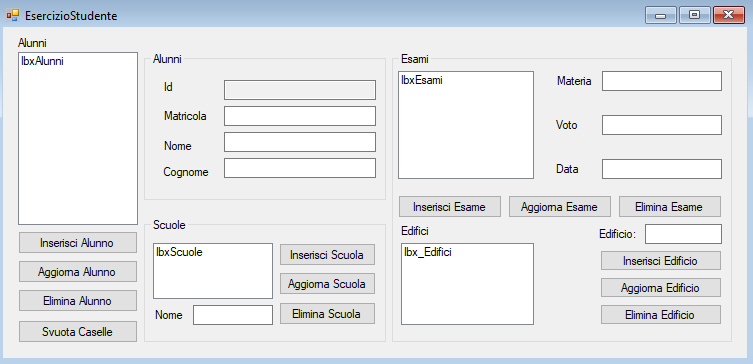 EsercizioStudente
Alunni
lbxAlunni
Inserisci Alunno
Aggiorna Alunno
Elimina Alunno
Svuota Caselle
Alunni
Id
Matricola
Nome
Cognome
Scuole
lbxScuole
Inserisci Scuola
Aggiorna Scuola
Nome
Elimina Scuola
Esami
lbxEsami
Materia
Voto
Data
Inserisci Esame
Aggiorna Esame
Elimina Esame
Edifici
Edificio:
lbx_Edifici
Inserisci Edificio
Aggiorna Edificio
Elimina Edificio